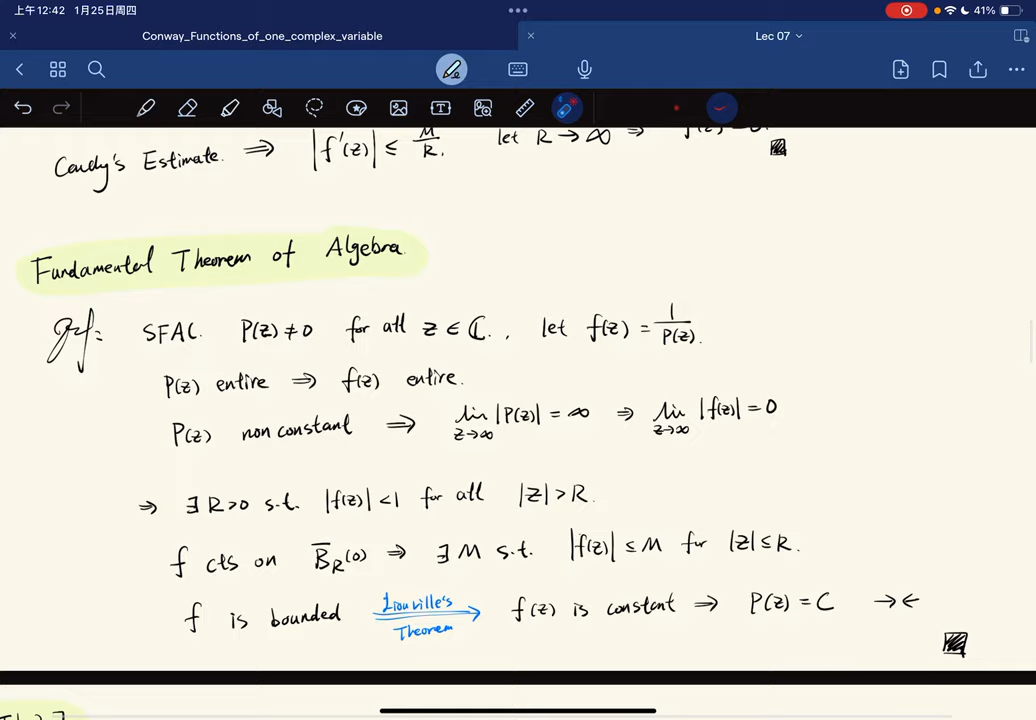 上午12:42 1月25日周四
41%
Conway_Functions_of_one_complex_variable
Lec 07
Cauchy's Estimate. ⇒ |f'(z)| ≤ M/R. let R → ∞ ⇒
Fundamental Theorem of Algebra
pf: SFAC. P(z) ≠ 0 for all z ∈ ℂ., let f(z) = 1/P(z).
P(z) entire ⇒ f(z) entire.
P(z) nonconstant ⇒ lim_{z→∞} |P(z)| = ∞ ⇒ lim_{z→∞} |f(z)| = 0
⇒ ∃ R > 0 s.t. |f(z)| < 1 for all |z| > R.
f cts on B̅_R(0) ⇒ ∃ M s.t. |f(z)| ≤ M for |z| ≤ R.
f is bounded Liouville's Theorem ⇒ f(z) is constant ⇒ P(z) = C →←